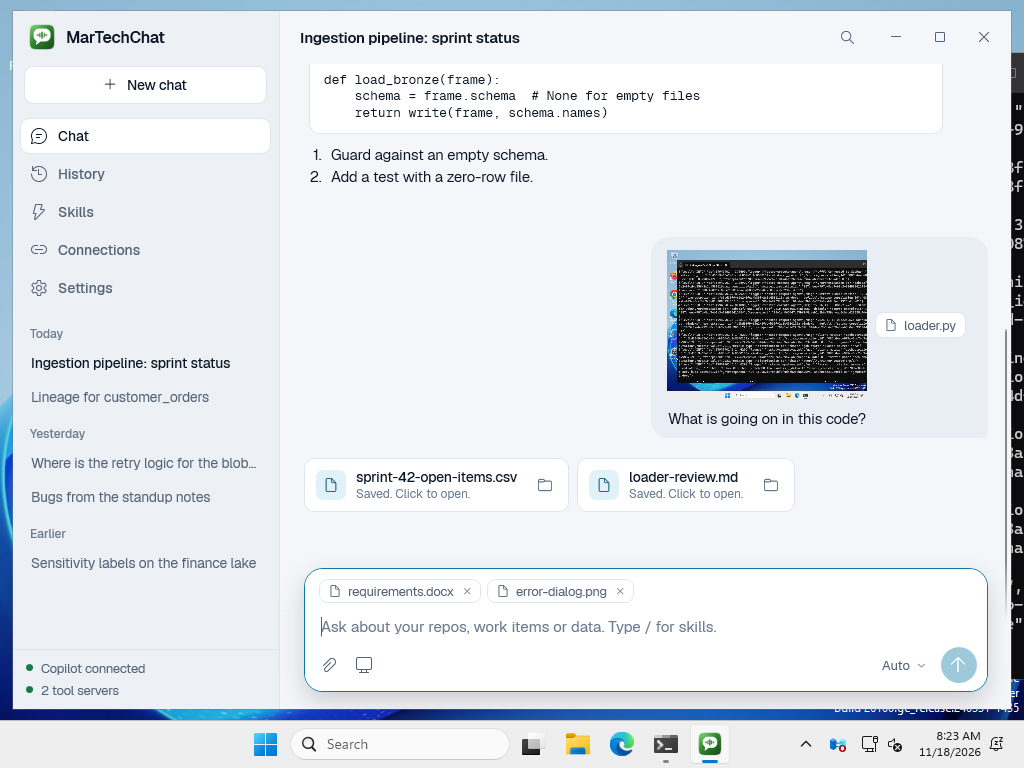 MarTechChat
New chat
Chat
History
Skills
Connections
Settings
Today
Ingestion pipeline: sprint status
Lineage for customer_orders
Yesterday
Where is the retry logic for the blob…
Bugs from the standup notes
Earlier
Sensitivity labels on the finance lake
Copilot connected
2 tool servers
Ingestion pipeline: sprint status
def load_bronze(frame):
schema = frame.schema  # None for empty files
return write(frame, schema.names)
1. Guard against an empty schema.
2. Add a test with a zero-row file.
loader.py
What is going on in this code?
sprint-42-open-items.csv
Saved. Click to open.
loader-review.md
Saved. Click to open.
requirements.docx
error-dialog.png
Ask about your repos, work items or data. Type / for skills.
Auto
Search
8:23 AM
11/18/2026